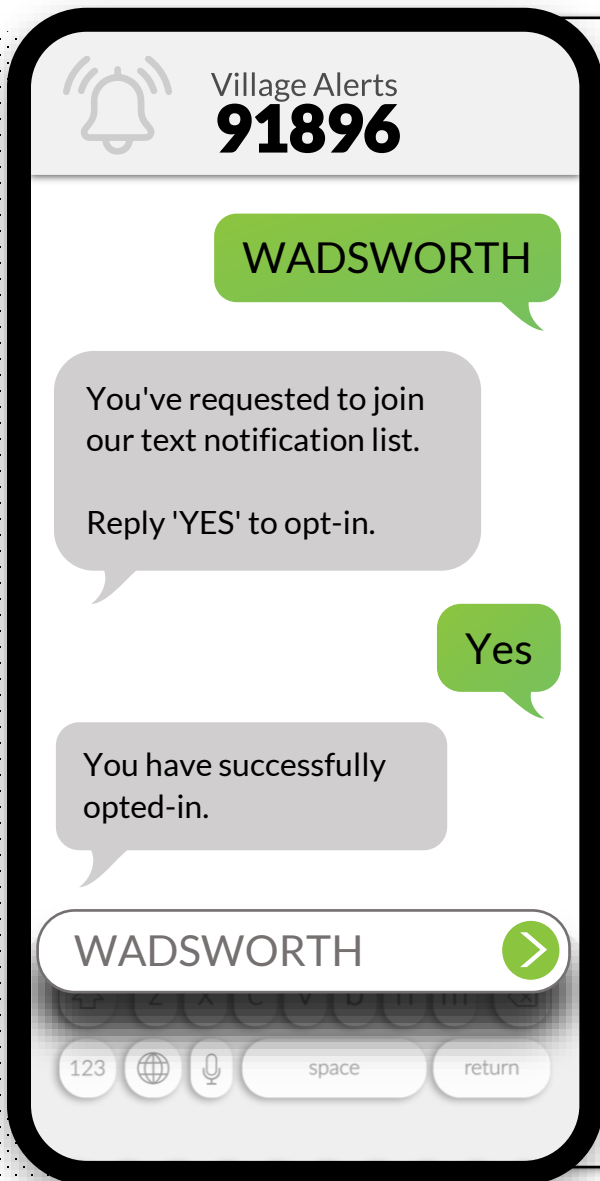 Village Alerts
91896
WADSWORTH
You've requested to join
our text notification list.
Reply 'YES' to opt-in.
Yes
You have successfully
opted-in.
WADSWORTH
z x c v b n m
123 space return